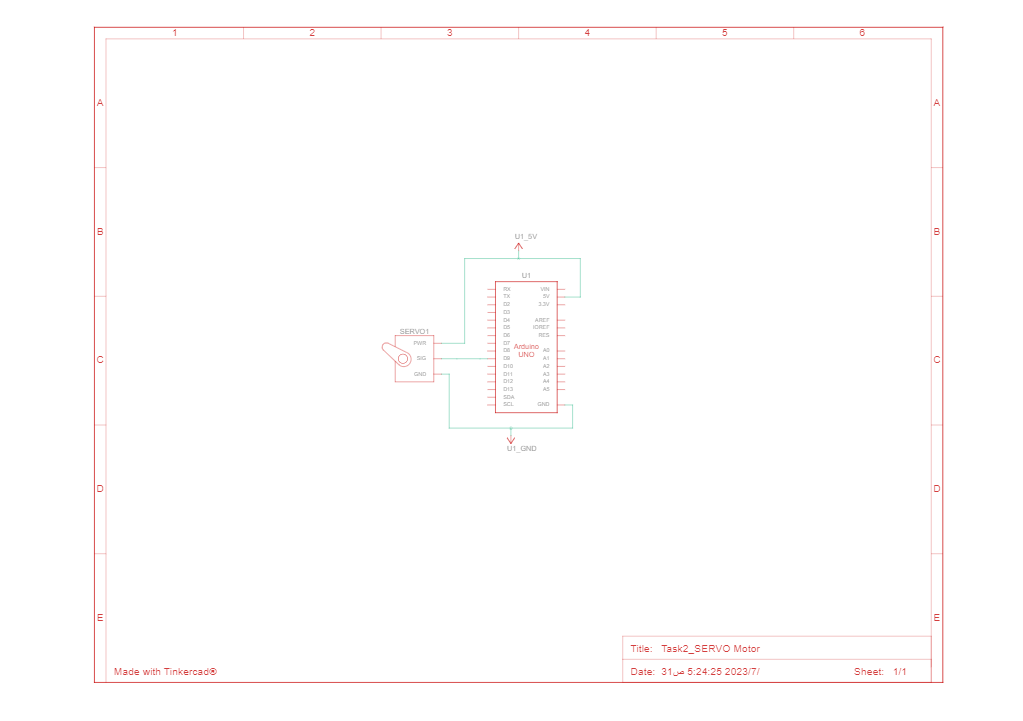 1 2 3 4 5 6
A A
B B
U1_5V
U1
RX VIN
TX 5V
D2 3.3V
D3
D4 AREF
D5 IOREF
D6 RES
SERVO1
PWR D7
Arduino
UNO
D8 A0
C SIG D9 A1 C
D10 A2
GND D11 A3
D12 A4
D13 A5
SDA
SCL GND
U1_GND
D D
E E
Title: Task2_SERVO Motor
Made with Tinkercad®
Date: 31ص 5:24:25 2023/7/ Sheet: 1/1